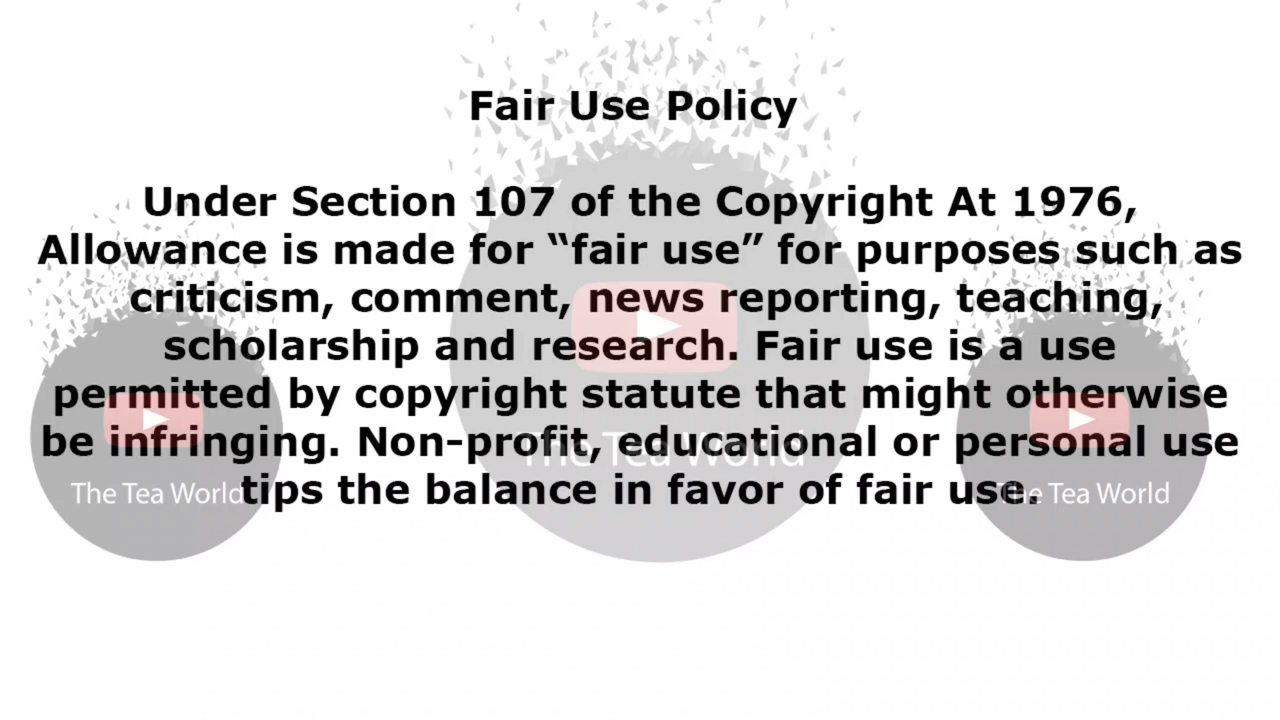 Fair Use Policy
Under Section 107 of the Copyright At 1976,
Allowance is made for “fair use” for purposes such as
criticism, comment, news reporting, teaching,
scholarship and research. Fair use is a use
permitted by copyright statute that might otherwise
be infringing. Non-profit, educational or personal use
tips the balance in favor of fair use.
The Tea World
The Tea World
The Tea World